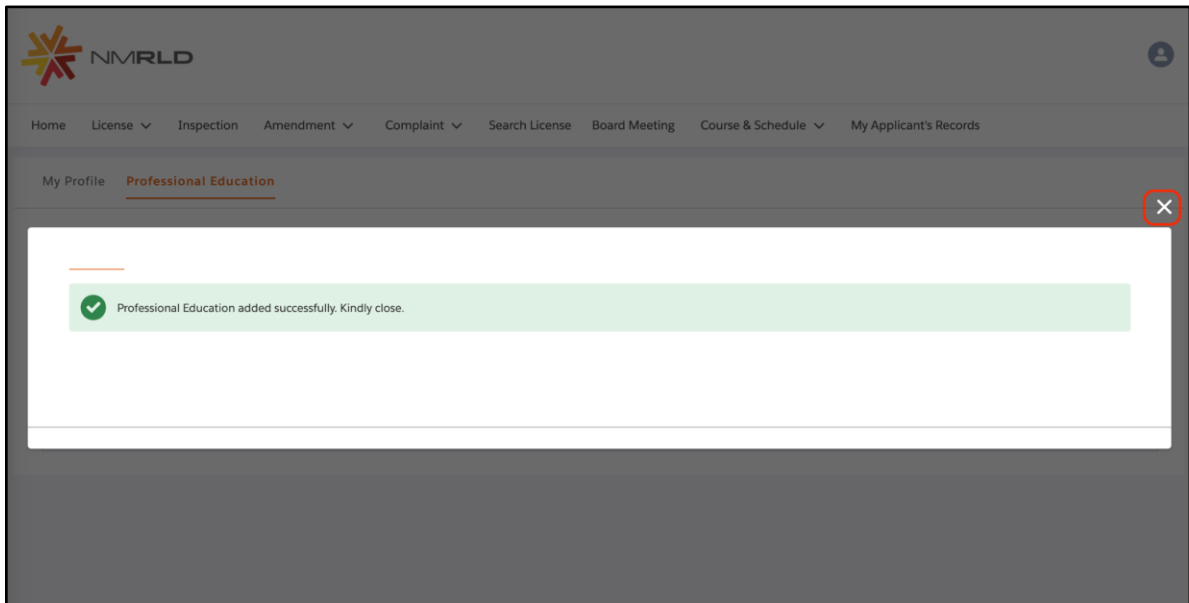 NMRLD
Home License Inspection Amendment Complaint Search License Board Meeting Course & Schedule My Applicant's Records
My Profile Professional Education
Professional Education added successfully. Kindly close.